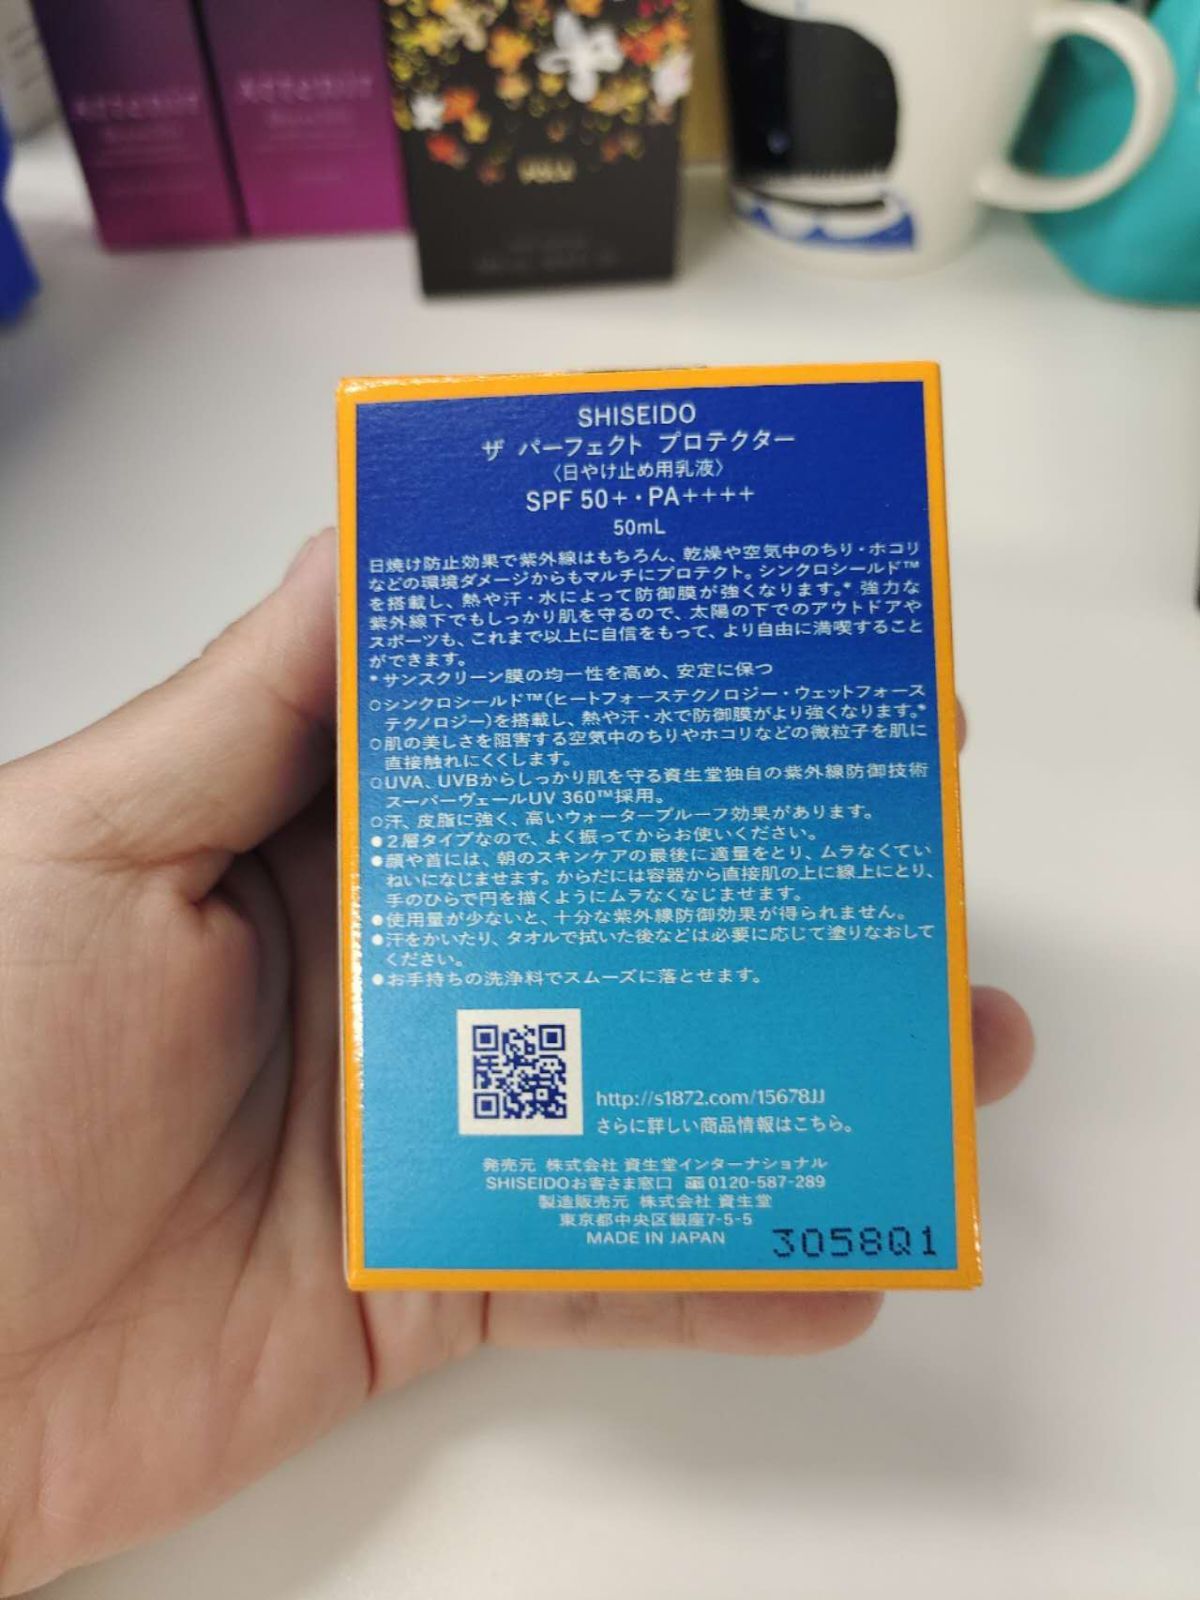 Attenir
Attenir
SHISEIDO
ザ パーフェクト プロテクター
〈日やけ止め用乳液〉
SPF 50+・PA++++
50mL
日焼け防止効果で紫外線はもちろん、乾燥や空気中のちり・ホコリ
などの環境ダメージからもマルチにプロテクト。シンクロシールド™
を搭載し、熱や汗・水によって防御膜が強くなります。* 強力な
紫外線下でもしっかり肌を守るので、太陽の下でのアウトドアや
スポーツも、これまで以上に自信をもって、より自由に満喫すること
ができます。
*サンスクリーン膜の均一性を高め、安定に保つ
○シンクロシールド™(ヒートフォーステクノロジー・ウェットフォース
テクノロジー)を搭載し、熱や汗・水で防御膜がより強くなります。*
○肌の美しさを阻害する空気中のちりやホコリなどの微粒子を肌に
直接触れにくくします。
○UVA、UVBからしっかり肌を守る資生堂独自の紫外線防御技術
スーパーヴェールUV 360™採用。
○汗、皮脂に強く、高いウォータープルーフ効果があります。
●2層タイプなので、よく振ってからお使いください。
●顔や首には、朝のスキンケアの最後に適量をとり、ムラなくてい
ねいになじませます。からだには容器から直接肌の上に線上にとり、
手のひらで円を描くようにムラなくなじませます。
●使用量が少ないと、十分な紫外線防御効果が得られません。
●汗をかいたり、タオルで拭いた後などは必要に応じて塗りなおして
ください。
●お手持ちの洗浄料でスムーズに落とせます。
http://s1872.com/15678JJ
さらに詳しい商品情報はこちら。
発売元 株式会社 資生堂インターナショナル
SHISEIDOお客さま窓口 0120-587-289
製造販売元 株式会社 資生堂
東京都中央区銀座7-5-5
MADE IN JAPAN
3058Q1